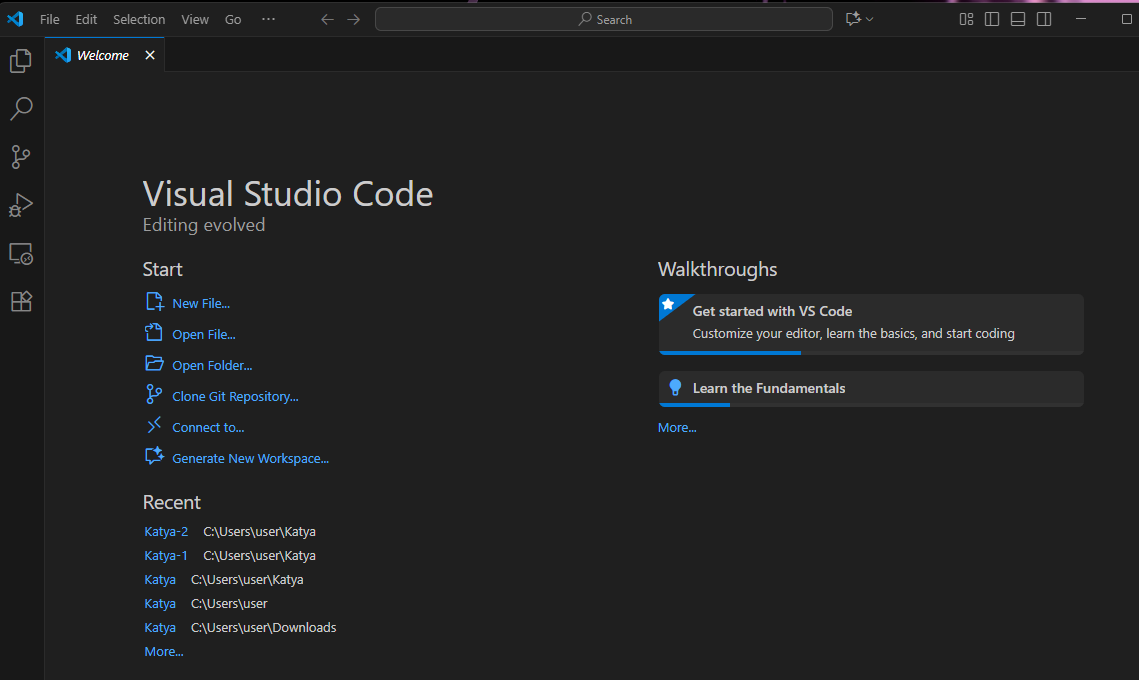 File Edit Selection View Go ··· Search
Welcome
Visual Studio Code
Editing evolved
Start
New File...
Open File...
Open Folder...
Clone Git Repository...
Connect to...
Generate New Workspace...
Recent
Katya-2 C:\Users\user\Katya
Katya-1 C:\Users\user\Katya
Katya C:\Users\user\Katya
Katya C:\Users\user
Katya C:\Users\user\Downloads
More...
Walkthroughs
Get started with VS Code
Customize your editor, learn the basics, and start coding
Learn the Fundamentals
More...